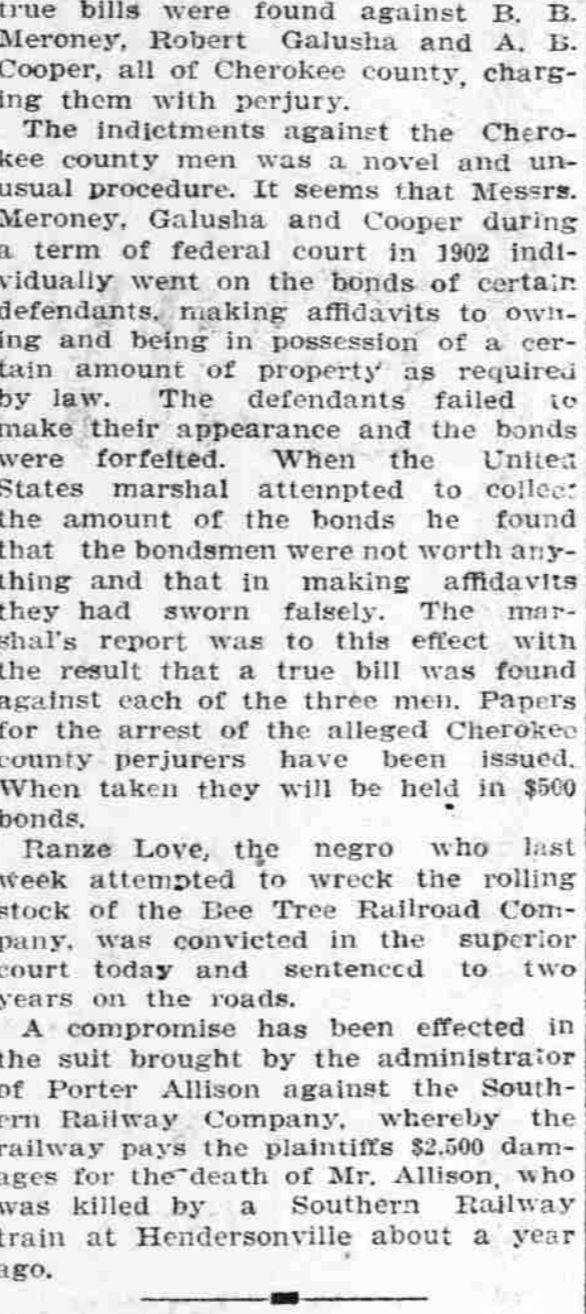 true bills were found against B. B.
Meroney, Robert Galusha and A. B.
Cooper, all of Cherokee county, charg-
ing them with perjury.
The indictments against the Chero-
kee county men was a novel and un-
usual procedure. It seems that Messrs.
Meroney, Galusha and Cooper during
a term of federal court in 1902 indi-
vidually went on the bonds of certain
defendants, making affidavits to own-
ing and being in possession of a cer-
tain amount of property as required
by law. The defendants failed to
make their appearance and the bonds
were forfeited. When the United
States marshal attempted to collect
the amount of the bonds he found
that the bondsmen were not worth any-
thing and that in making affidavits
they had sworn falsely. The mar-
shal's report was to this effect with
the result that a true bill was found
against each of the three men. Papers
for the arrest of the alleged Cherokee
county perjurers have been issued.
When taken they will be held in $500
bonds.
Ranze Love, the negro who last
week attempted to wreck the rolling
stock of the Bee Tree Railroad Com-
pany, was convicted in the superior
court today and sentenced to two
years on the roads.
A compromise has been effected in
the suit brought by the administrator
of Porter Allison against the South-
ern Railway Company, whereby the
railway pays the plaintiffs $2,500 dam-
ages for the death of Mr. Allison, who
was killed by a Southern Railway
train at Hendersonville about a year
ago.